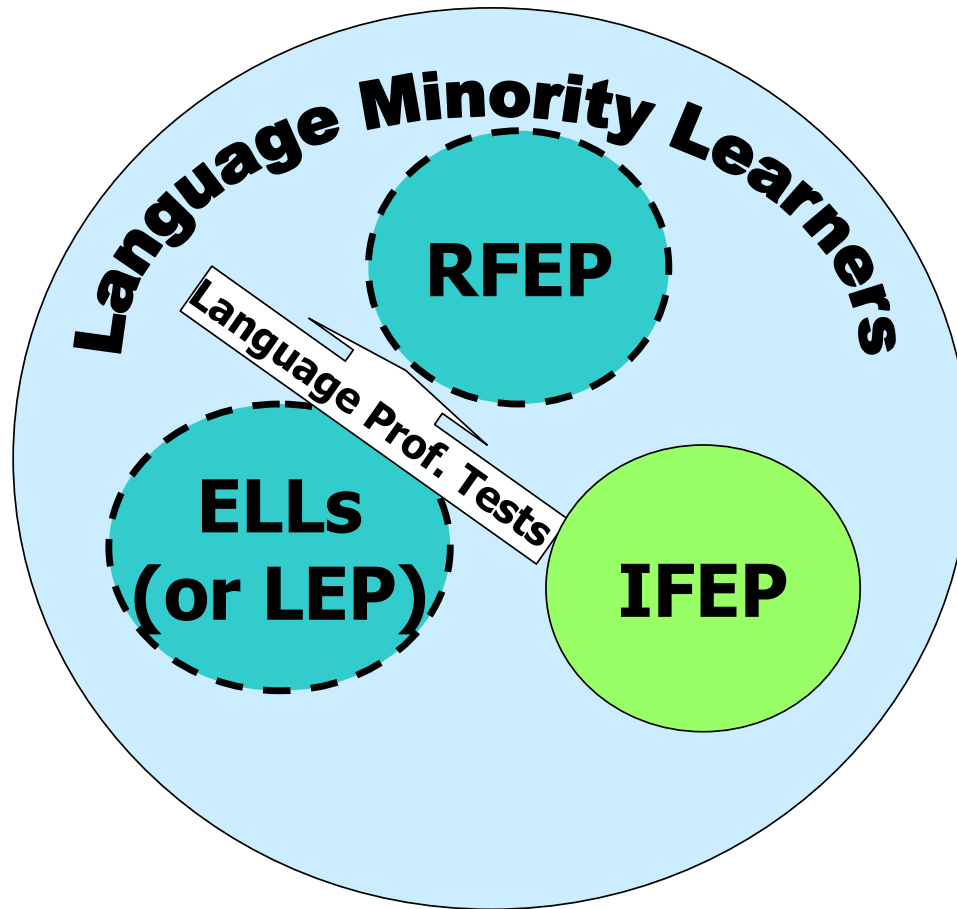 Language Minority Learners
RFEP
Language Prof. Tests
ELLs
(or LEP)
IFEP